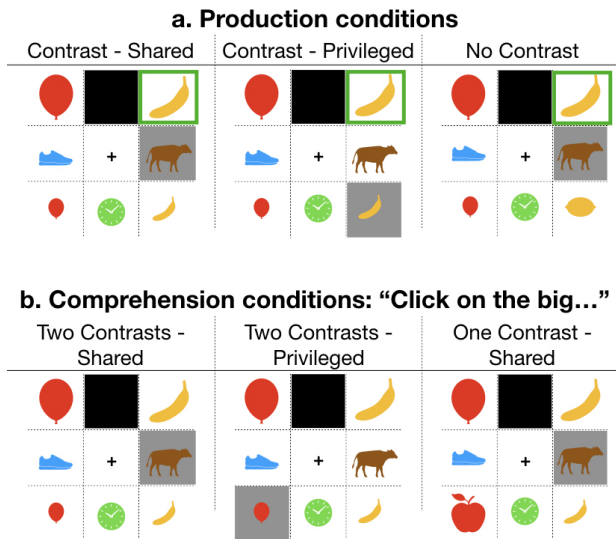 a. Production conditions
Contrast - Shared
Contrast - Privileged
No Contrast
+
+
+
b. Comprehension conditions: “Click on the big...”
Two Contrasts - Shared
Two Contrasts - Privileged
One Contrast - Shared
+
+
+